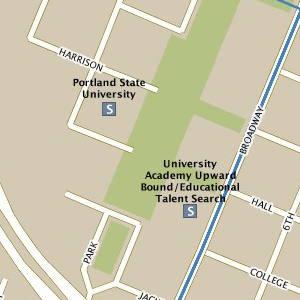 HARRISON
Portland State
University
S
BROADWAY
University
Academy Upward
Bound/Educational
Talent Search
S
HALL
6TH
PARK
COLLEGE